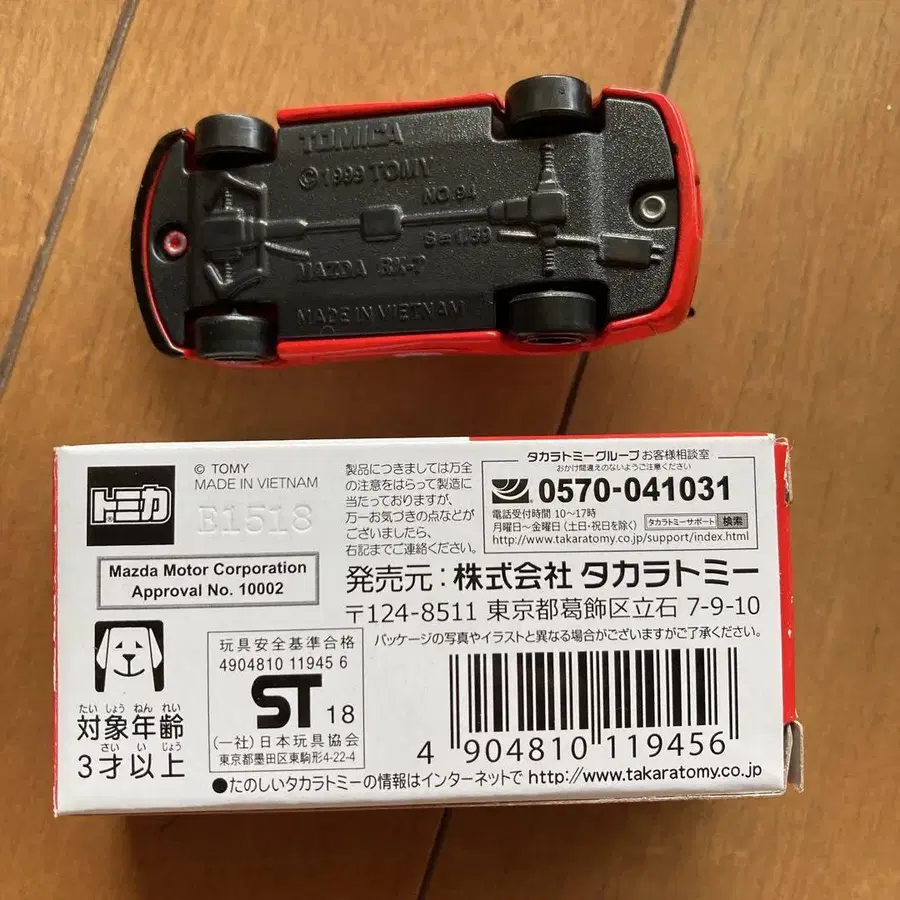 TOMICA
©1999 TOMY
NO.94
S=1/59
MAZDA RX-7
MADE IN VIETNAM
トミカ®
© TOMY
MADE IN VIETNAM
E1518
Mazda Motor Corporation
Approval No. 10002
たいしょうねんれい
対象年齢
さいいじょう
3才以上
玩具安全基準合格
4904810 11945 6
ST 18
(一社)日本玩具協会
東京都墨田区東駒形4-22-4
製品につきましては万全
の注意をはらって製造に
当たっておりますが、
万一お気づきの点などが
ございましたら、
右記までご連絡ください。
タカラトミーグループお客様相談室
おかけ間違えのないようご注意ください
0570-041031
電話受付時間 10~17時
月曜日~金曜日(土・日・祝日を除く)
タカラトミーサポート 検索
http://www.takaratomy.co.jp/support/index.html
発売元:株式会社 タカラトミー
〒124-8511 東京都葛飾区立石 7-9-10
パッケージの写真やイラストと異なる場合がございますがご了承ください。
4 904810 119456
●たのしいタカラトミーの情報はインターネットで http://www.takaratomy.co.jp